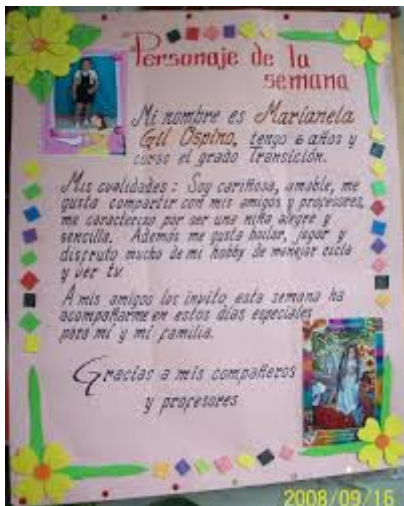 Personaje de la
semana
Mi nombre es Marianela
Gil Ospino, tengo 6 años y
curso el grado Transición.
Mis cualidades: Soy cariñosa, amable, me
gusta compartir con mis amigos y profesores,
me caracterizo por ser una niña alegre y
sencilla. Además me gusta bailar, jugar y
disfruto mucho de mi hobby de manejar cicla
y ver tv.
A mis amigos los invito esta semana ha
acompañarme en estos días especiales
para mi y mi familia.
Gracias a mis compañeros
y profesores
2008/09/16